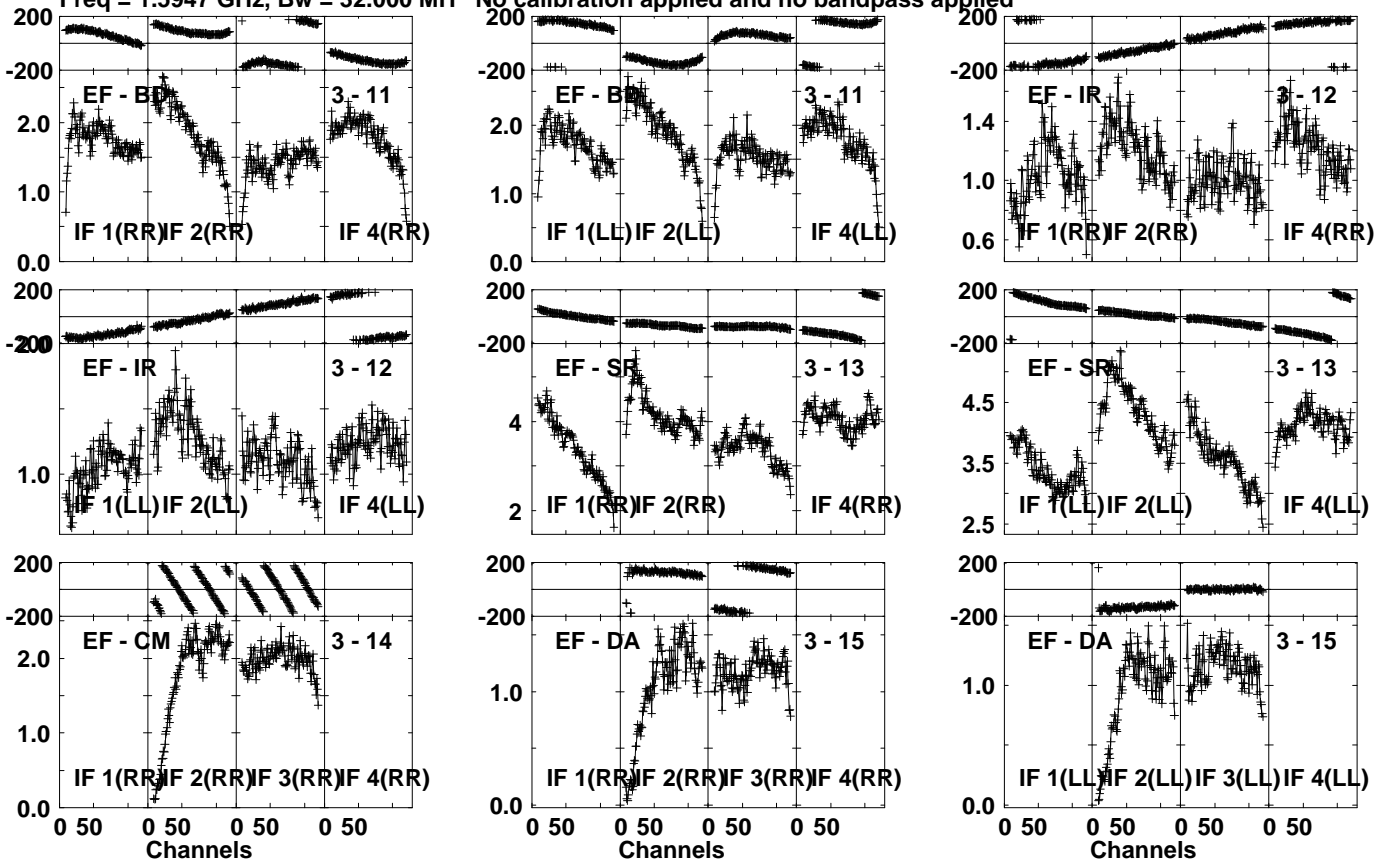 Freq = 1.5947 GHz, Bw = 32.000 MH No calibration applied and no bandpass applied
200
-200
EF - BD 3 - 11
2.0
1.0
0.0
IF 1(RR) IF 2(RR) IF 4(RR)
EF - BD 3 - 11
2.0
1.0
0.0
IF 1(LL) IF 2(LL) IF 4(LL)
200
-200
200
-200
EF - IR 3 - 12
1.4
1.0
0.6
IF 1(RR) IF 2(RR) IF 4(RR)
200
-200
2.0
EF - IR 3 - 12
1.0
IF 1(LL) IF 2(LL) IF 4(LL)
200
-200
EF - SR 3 - 13
4
2
IF 1(RR) IF 2(RR) IF 4(RR)
200
-200
EF - SR 3 - 13
4.5
3.5
2.5
IF 1(LL) IF 2(LL) IF 4(LL)
200
-200
EF - CM 3 - 14
2.0
1.0
0.0
IF 1(RR) IF 2(RR) IF 3(RR) IF 4(RR)
0 50 0 50 0 50 0 50
Channels
200
-200
EF - DA 3 - 15
1.0
0.0
IF 1(RR) IF 2(RR) IF 3(RR) IF 4(RR)
0 50 0 50 0 50 0 50
Channels
200
-200
EF - DA 3 - 15
1.0
0.0
IF 1(LL) IF 2(LL) IF 3(LL) IF 4(LL)
0 50 0 50 0 50 0 50
Channels